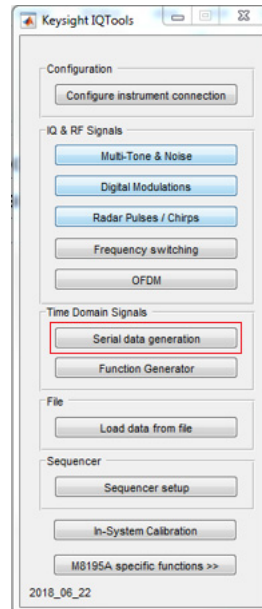 Keysight IQTools
Configuration
Configure instrument connection
IQ & RF Signals
Multi-Tone & Noise
Digital Modulations
Radar Pulses / Chirps
Frequency switching
OFDM
Time Domain Signals
Serial data generation
Function Generator
File
Load data from file
Sequencer
Sequencer setup
In-System Calibration
M8195A specific functions >>
2018_06_22